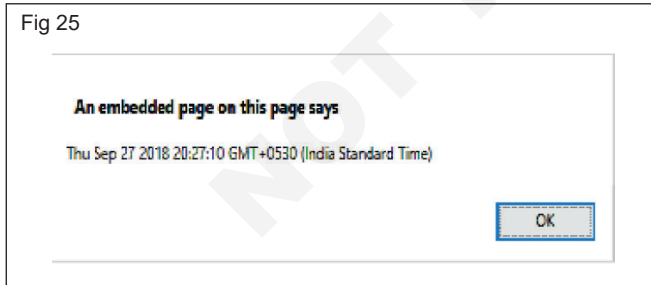 Fig 25
An embedded page on this page says
Thu Sep 27 2018 20:27:10 GMT+0530 (India Standard Time)
OK
NOT